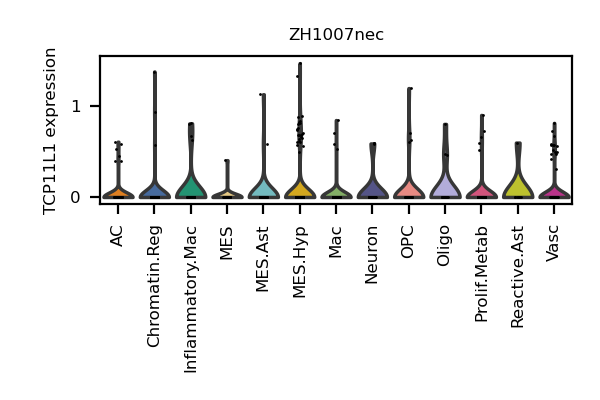 ZH1007nec
TCP11L1 expression
1
0
AC
Chromatin.Reg
Inflammatory.Mac
MES
MES.Ast
MES.Hyp
Mac
Neuron
OPC
Oligo
Prolif.Metab
Reactive.Ast
Vasc